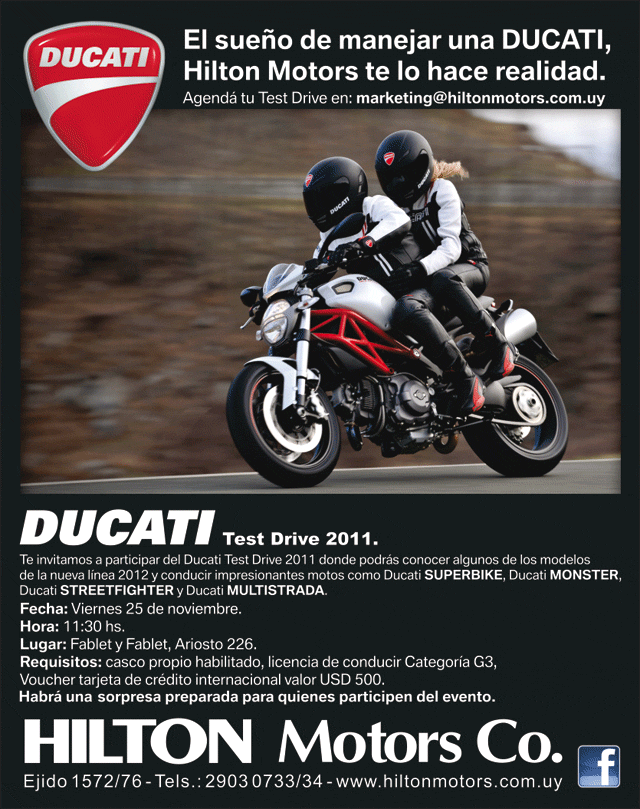 DUCATI
El sueño de manejar una DUCATI,
Hilton Motors te lo hace realidad.
Agendá tu Test Drive en: marketing@hiltonmotors.com.uy
DUCATI
DUCATI Test Drive 2011.
Te invitamos a participar del Ducati Test Drive 2011 donde podrás conocer algunos de los modelos
de la nueva línea 2012 y conducir impresionantes motos como Ducati SUPERBIKE, Ducati MONSTER,
Ducati STREETFIGHTER y Ducati MULTISTRADA.
Fecha: Viernes 25 de noviembre.
Hora: 11:30 hs.
Lugar: Fablet y Fablet, Ariosto 226.
Requisitos: casco propio habilitado, licencia de conducir Categoría G3,
Voucher tarjeta de crédito internacional valor USD 500.
Habrá una sorpresa preparada para quienes participen del evento.
HILTON Motors Co.
Ejido 1572/76 - Tels.: 2903 0733/34 - www.hiltonmotors.com.uy
f